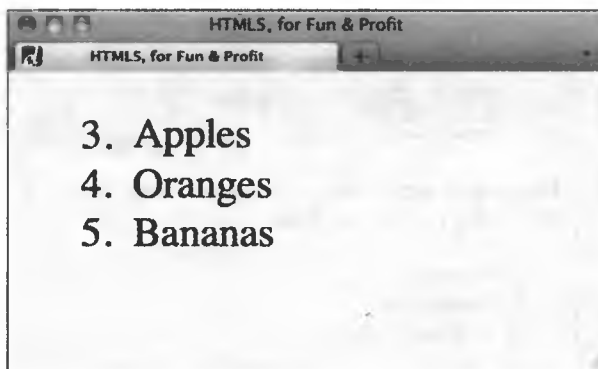 HTML5, for Fun & Profit
HTML5, for Fun & Profit
3. Apples
4. Oranges
5. Bananas